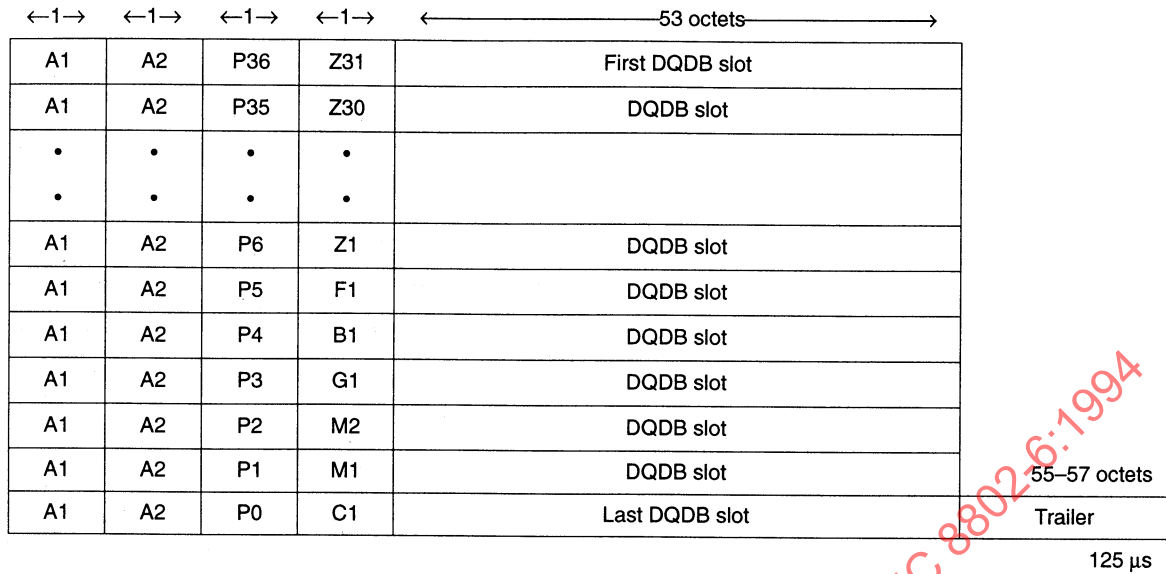 ←1→ ←1→ ←1→ ←1→ ←53 octets→
A1 A2 P36 Z31 First DQDB slot
A1 A2 P35 Z30 DQDB slot
• • • •
• • • •
A1 A2 P6 Z1 DQDB slot
A1 A2 P5 F1 DQDB slot
A1 A2 P4 B1 DQDB slot
A1 A2 P3 G1 DQDB slot
A1 A2 P2 M2 DQDB slot
A1 A2 P1 M1 DQDB slot 55–57 octets
A1 A2 P0 C1 Last DQDB slot Trailer
125 μs
8802-6:1994